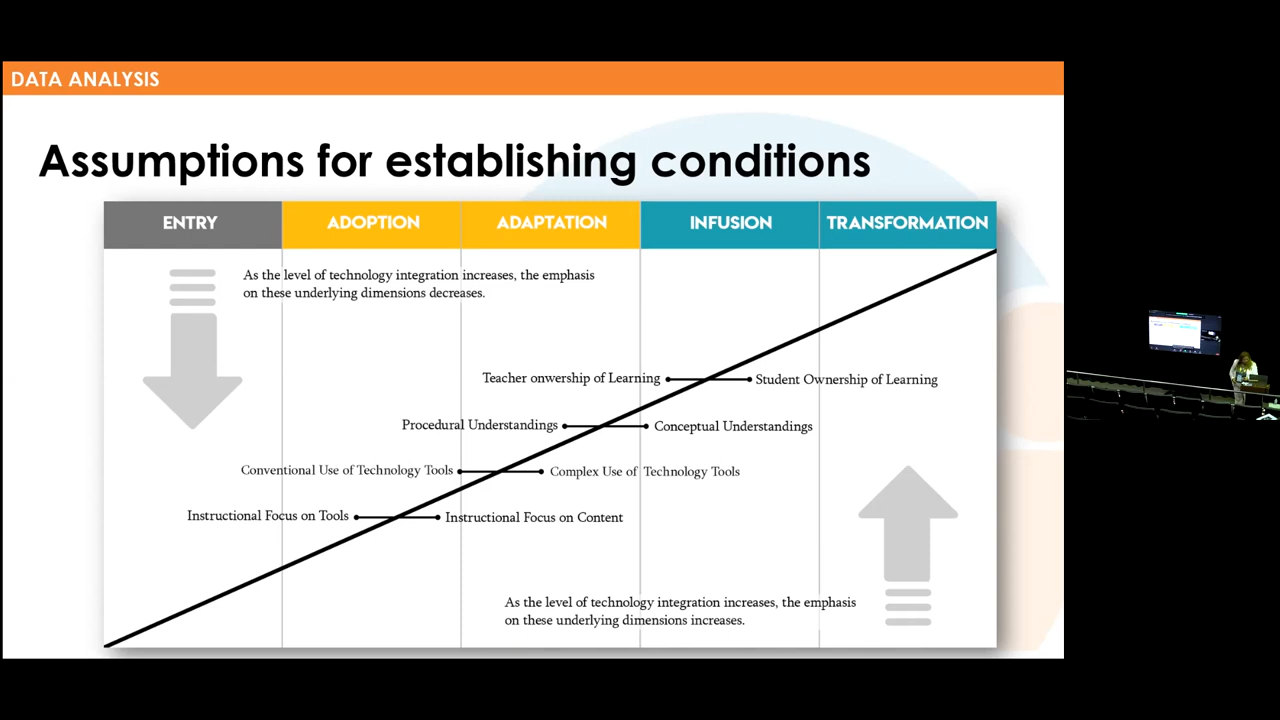 DATA ANALYSIS
Assumptions for establishing conditions
ENTRY
ADOPTION
ADAPTATION
INFUSION
TRANSFORMATION
As the level of technology integration increases, the emphasis
on these underlying dimensions decreases.
Teacher onwership of Learning
Student Ownership of Learning
Procedural Understandings
Conceptual Understandings
Conventional Use of Technology Tools
Complex Use of Technology Tools
Instructional Focus on Tools
Instructional Focus on Content
As the level of technology integration increases, the emphasis
on these underlying dimensions increases.